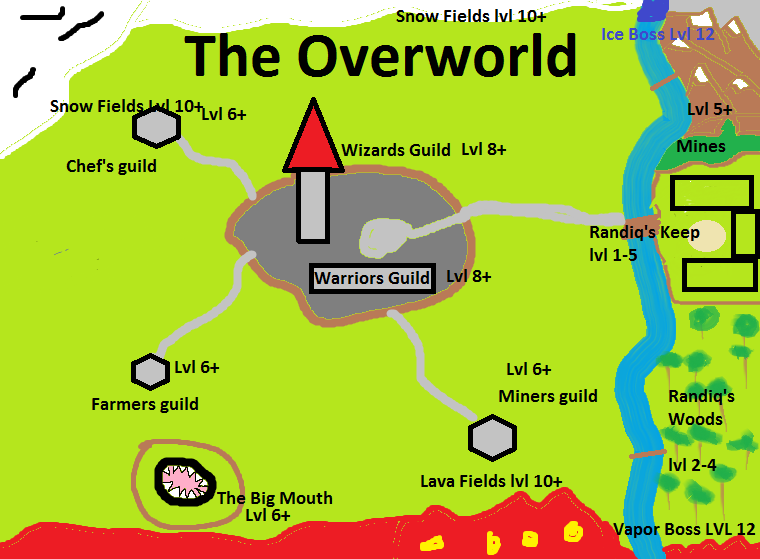 Snow Fields lvl 10+
Ice Boss Lvl 12
The Overworld
Snow Fields Lvl 10+
Lvl 6+
Lvl 5+
Chef's guild
Wizards Guild Lvl 8+
Mines
Randiq's Keep
lvl 1-5
Warriors Guild Lvl 8+
Lvl 6+
Farmers guild
Lvl 6+
Miners guild
Randiq's
Woods
lvl 2-4
Lava Fields lvl 10+
The Big Mouth
Lvl 6+
Vapor Boss LVL 12